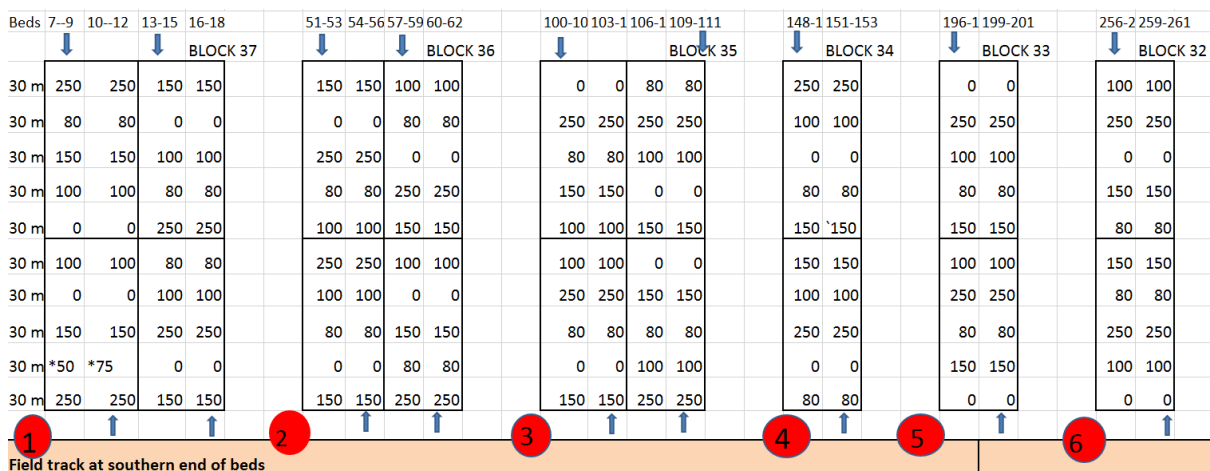 Beds 7--9 10--12 13-15 16-18 51-53 54-56 57-59 60-62 100-10 103-1 106-1 109-111 148-1 151-153 196-1 199-201 256-2 259-261
BLOCK 37 BLOCK 36 BLOCK 35 BLOCK 34 BLOCK 33 BLOCK 32
30 m 250 250 150 150 150 150 100 100 0 0 80 80 250 250 0 0 100 100
30 m 80 80 0 0 0 0 80 80 250 250 250 250 100 100 250 250 250 250
30 m 150 150 100 100 250 250 0 0 80 80 100 100 0 0 100 100 0 0
30 m 100 100 80 80 80 80 250 250 150 150 0 0 80 80 80 80 150 150
30 m 0 0 250 250 100 100 150 150 100 100 150 150 150 `150 150 150 80 80
30 m 100 100 80 80 250 250 100 100 100 100 0 0 150 150 100 100 150 150
30 m 0 0 100 100 100 100 0 0 250 250 150 150 100 100 250 250 80 80
30 m 150 150 250 250 80 80 150 150 80 80 80 80 250 250 80 80 250 250
30 m *50 *75 0 0 0 0 80 80 0 0 100 100 0 0 150 150 100 100
30 m 250 250 150 150 150 150 250 250 150 150 250 250 80 80 0 0 0 0
1 2 3 4 5 6
Field track at southern end of beds